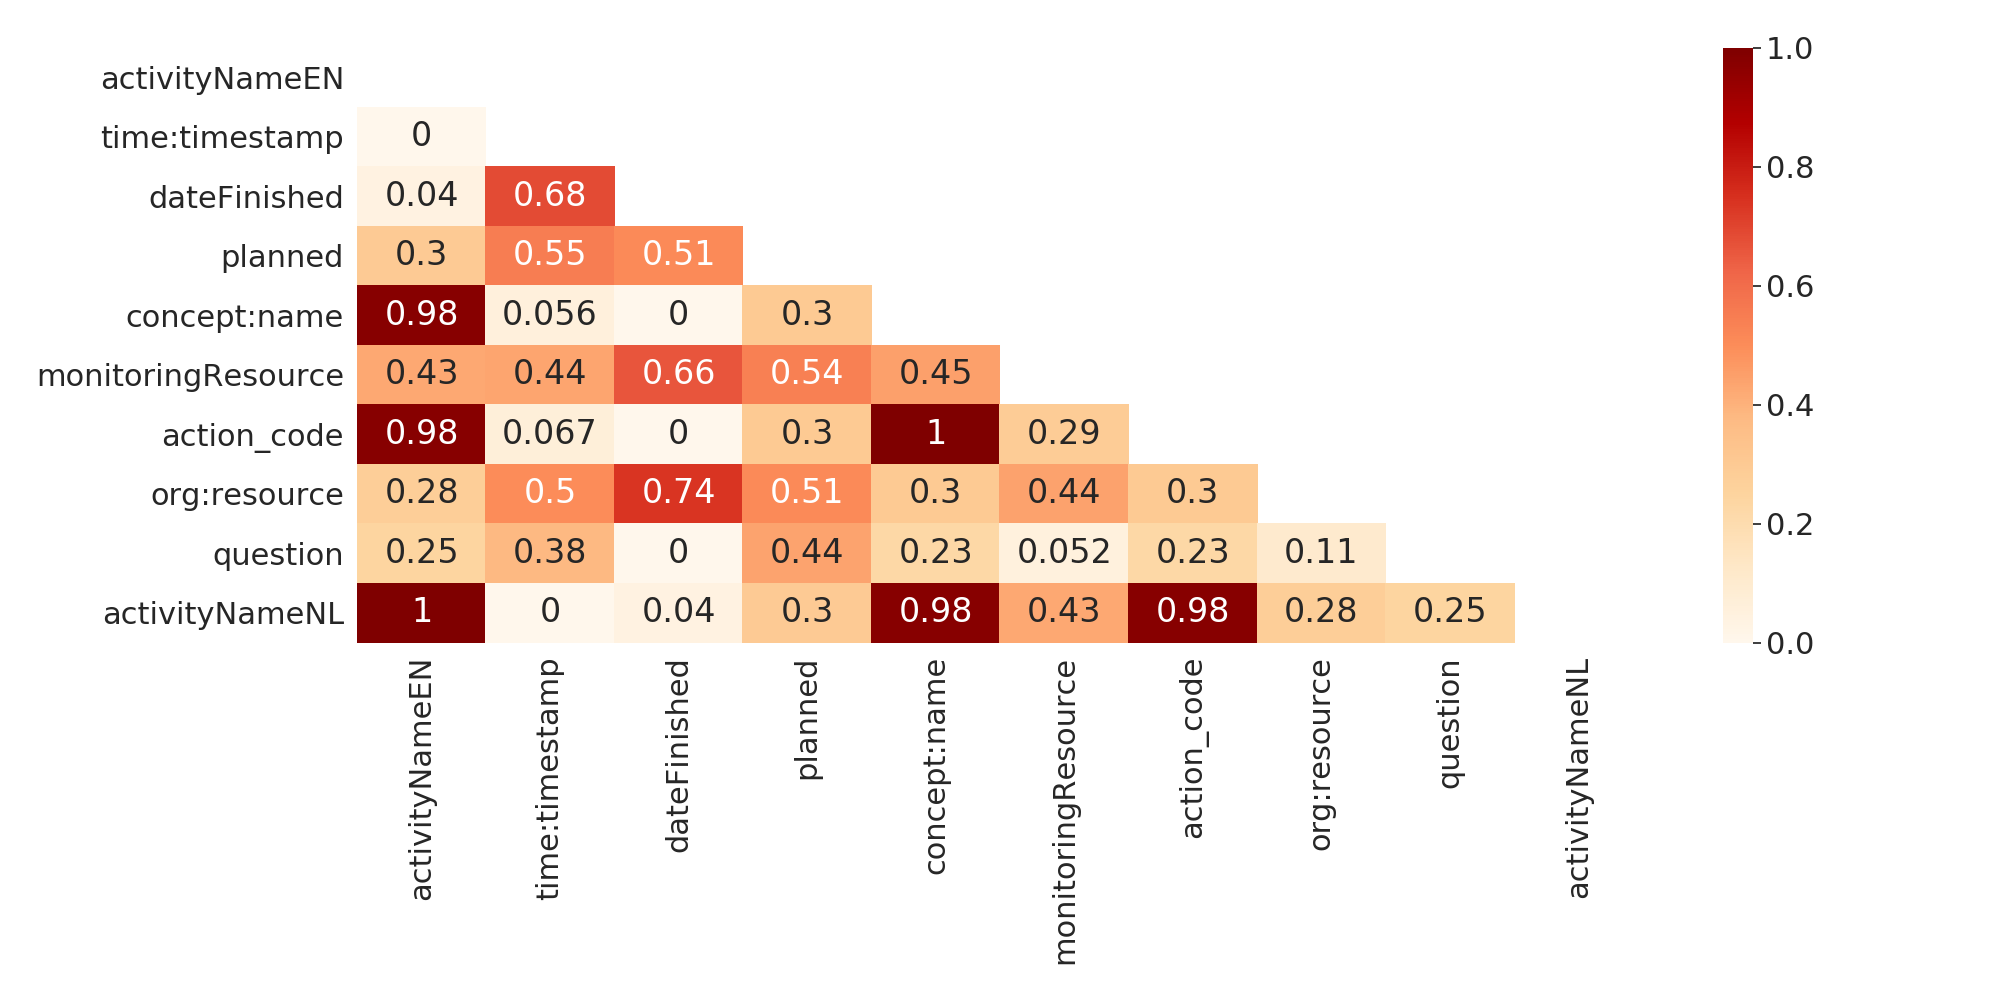 activityNameEN
time:timestamp 0
dateFinished 0.04 0.68
planned 0.3 0.55 0.51
concept:name 0.98 0.056 0 0.3
monitoringResource 0.43 0.44 0.66 0.54 0.45
action_code 0.98 0.067 0 0.3 1 0.29
org:resource 0.28 0.5 0.74 0.51 0.3 0.44 0.3
question 0.25 0.38 0 0.44 0.23 0.052 0.23 0.11
activityNameNL 1 0 0.04 0.3 0.98 0.43 0.98 0.28 0.25
activityNameEN
time:timestamp
dateFinished
planned
concept:name
monitoringResource
action_code
org:resource
question
activityNameNL
1.0
0.8
0.6
0.4
0.2
0.0